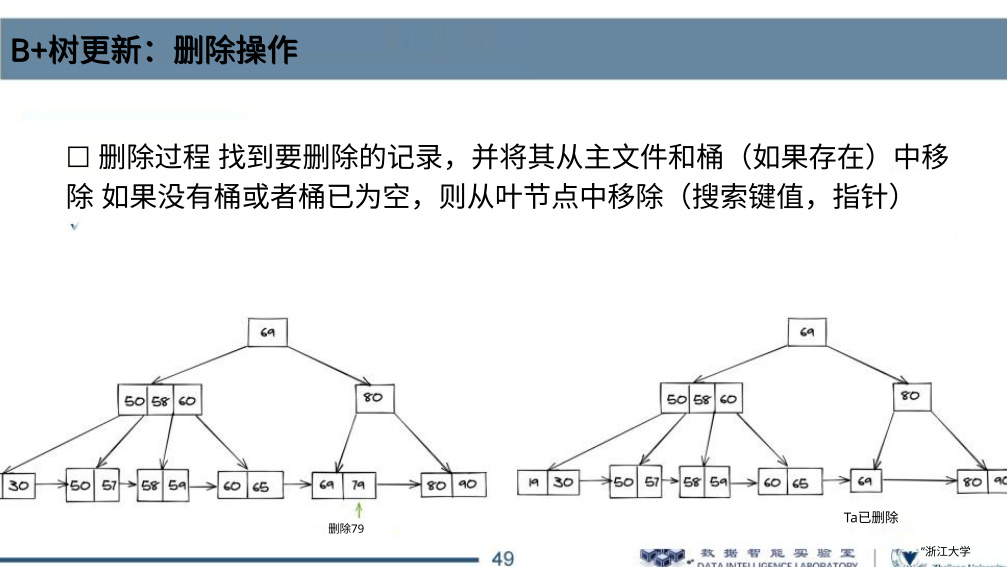 B+树更新：删除操作
□ 删除过程 找到要删除的记录，并将其从主文件和桶（如果存在）中移
除 如果没有桶或者桶已为空，则从叶节点中移除（搜索键值，指针）
69
50 58 60
80
30
50 57
58 59
60 65
69 79
80 90
删除79
69
50 58 60
80
19 30
50 57
58 59
60 65
69
80 90
Ta已删除
49
数据智能实验室
DATA INTELLIGENCE LABORATORY
"浙江大学